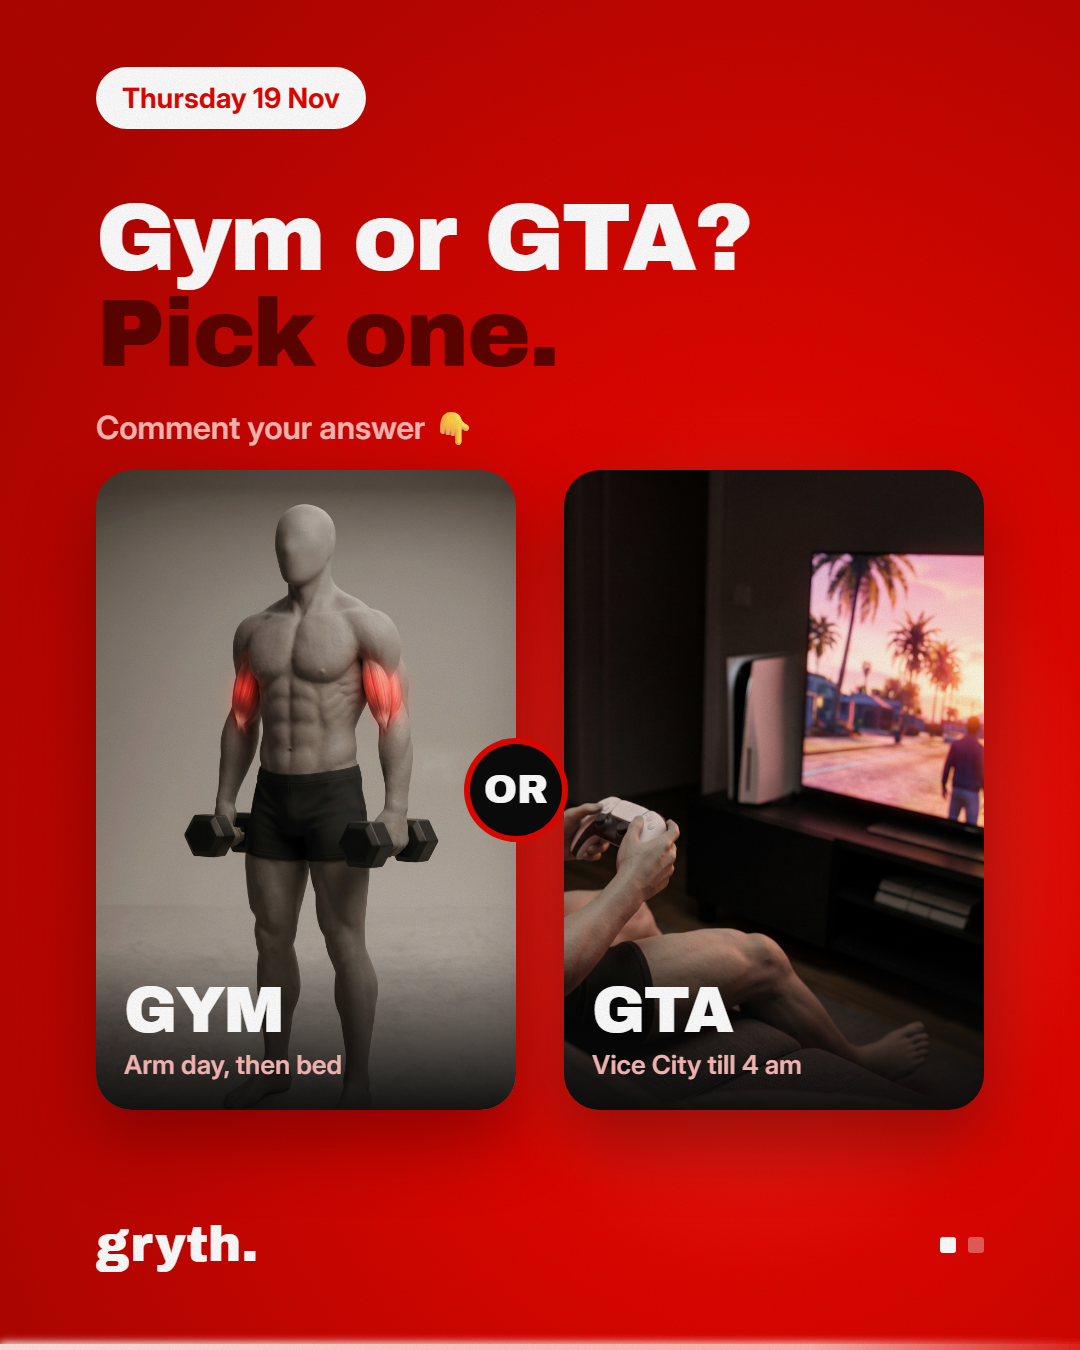 Thursday 19 Nov
Gym or GTA?
Pick one.
Comment your answer 👇
GYM
Arm day, then bed
OR
GTA
Vice City till 4 am
gryth.